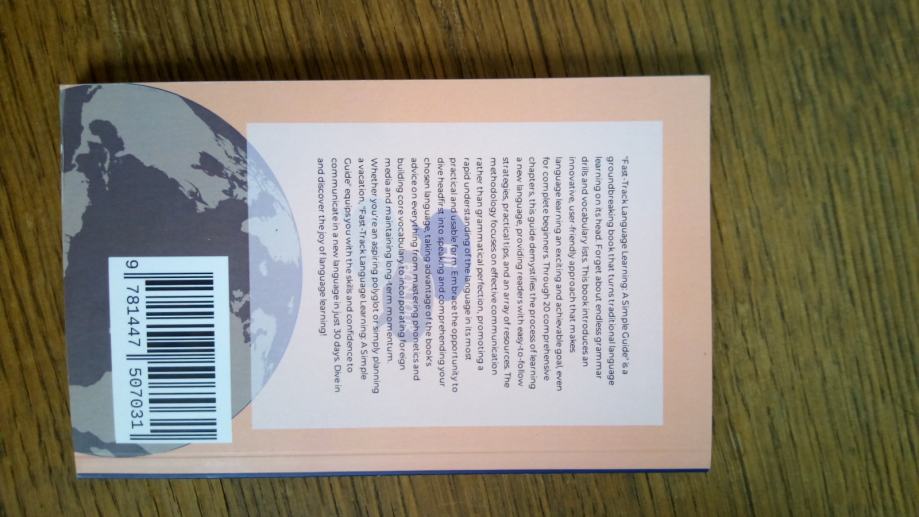 "Fast-Track Language Learning: A Simple Guide" is a
groundbreaking book that turns traditional language
learning on its head. Forget about endless grammar
drills and vocabulary lists. This book introduces an
innovative, user-friendly approach that makes
language learning an exciting and achievable goal, even
for complete beginners. Through 20 comprehensive
chapters, this guide demystifies the process of learning
a new language, providing readers with easy-to-follow
strategies, practical tips, and an array of resources. The
methodology focuses on effective communication
rather than grammatical perfection, promoting a
rapid understanding of the language in its most
practical and usable form. Embrace the opportunity to
dive headfirst into speaking and comprehending your
chosen language, taking advantage of the book's
advice on everything from mastering phonetics and
building core vocabulary to incorporating foreign
media and maintaining long-term momentum.
Whether you're an aspiring polyglot or simply planning
a vacation, "Fast-Track Language Learning: A Simple
Guide" equips you with the skills and confidence to
communicate in a new language in just 30 days. Dive in
and discover the joy of language learning!
9 781447 507031